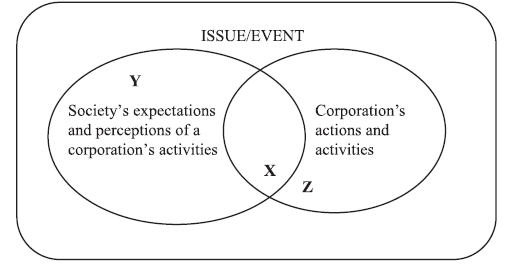 ISSUE/EVENT
Y
Society's expectations
and perceptions of a
corporation's activities
Corporation's
actions and
activities
X
Z